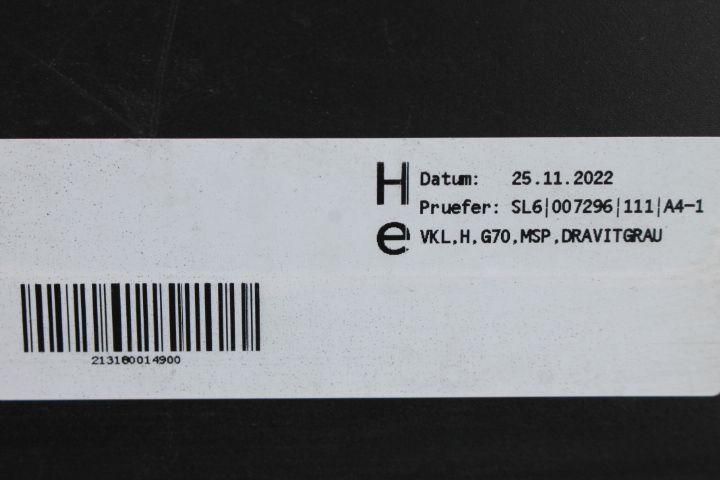 H
e
Datum: 25.11.2022
Pruefer: SL6|007296|111|A4-1
VKL,H,G70,MSP,DRAVITGRAU
213160014900